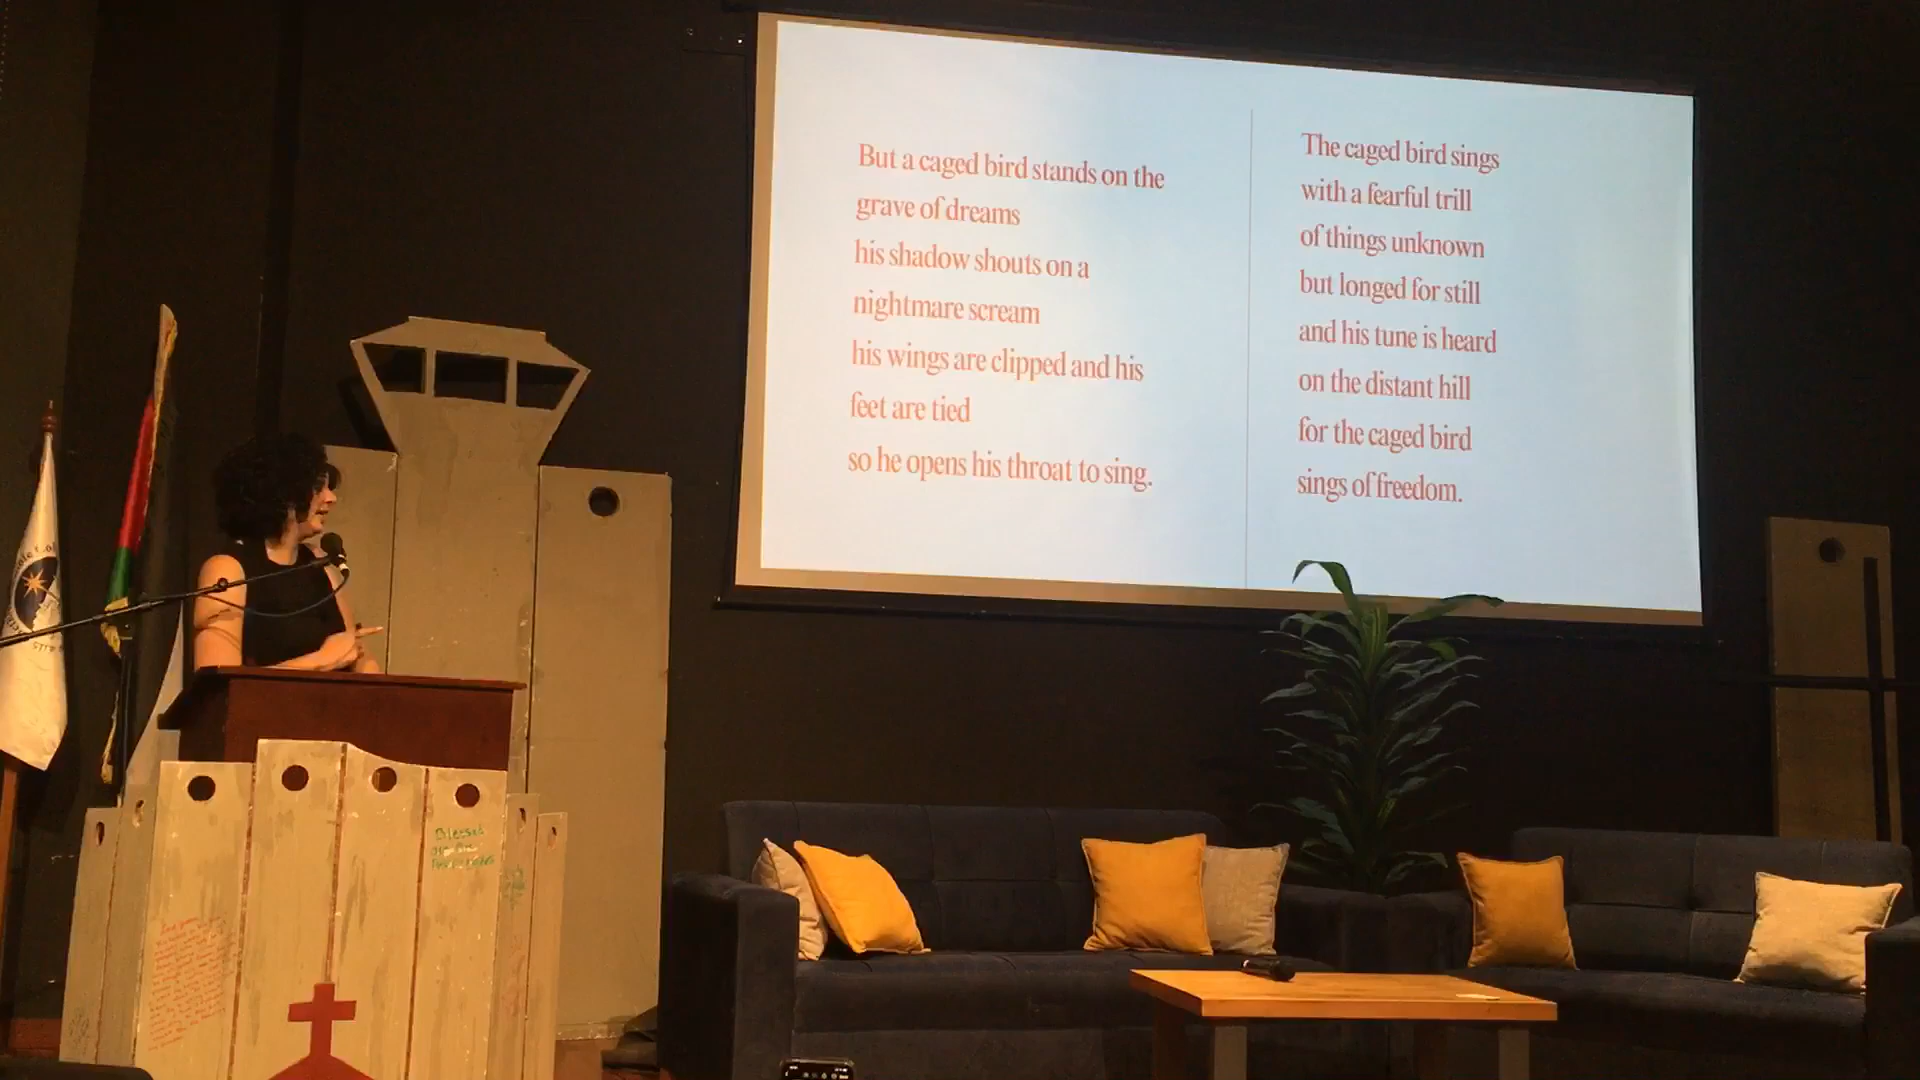 But a caged bird stands on the
grave of dreams
his shadow shouts on a
nightmare scream
his wings are clipped and his
feet are tied
so he opens his throat to sing.
The caged bird sings
with a fearful trill
of things unknown
but longed for still
and his tune is heard
on the distant hill
for the caged bird
sings of freedom.
Blessed
are the